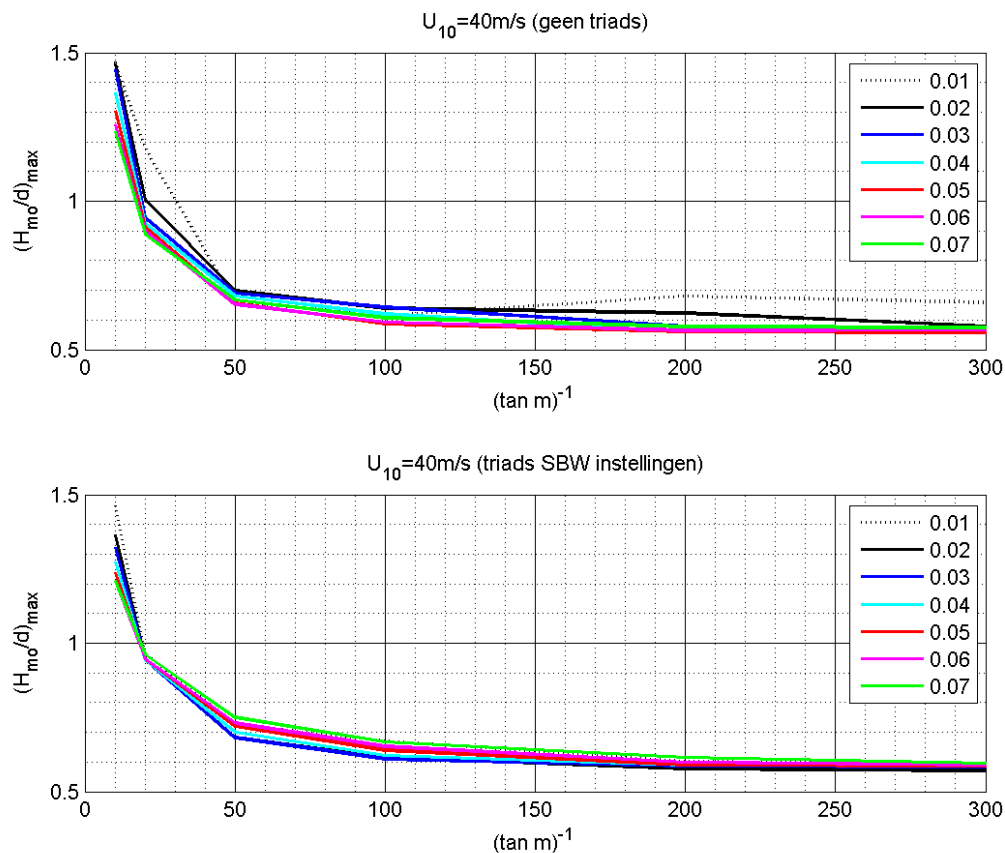 U10=40m/s (geen triads)
1.5
1
0.5
(Hmo/d)max
0 50 100 150 200 250 300
(tan m)-1
0.01
0.02
0.03
0.04
0.05
0.06
0.07
U10=40m/s (triads SBW instellingen)
1.5
1
0.5
(Hmo/d)max
0 50 100 150 200 250 300
(tan m)-1
0.01
0.02
0.03
0.04
0.05
0.06
0.07